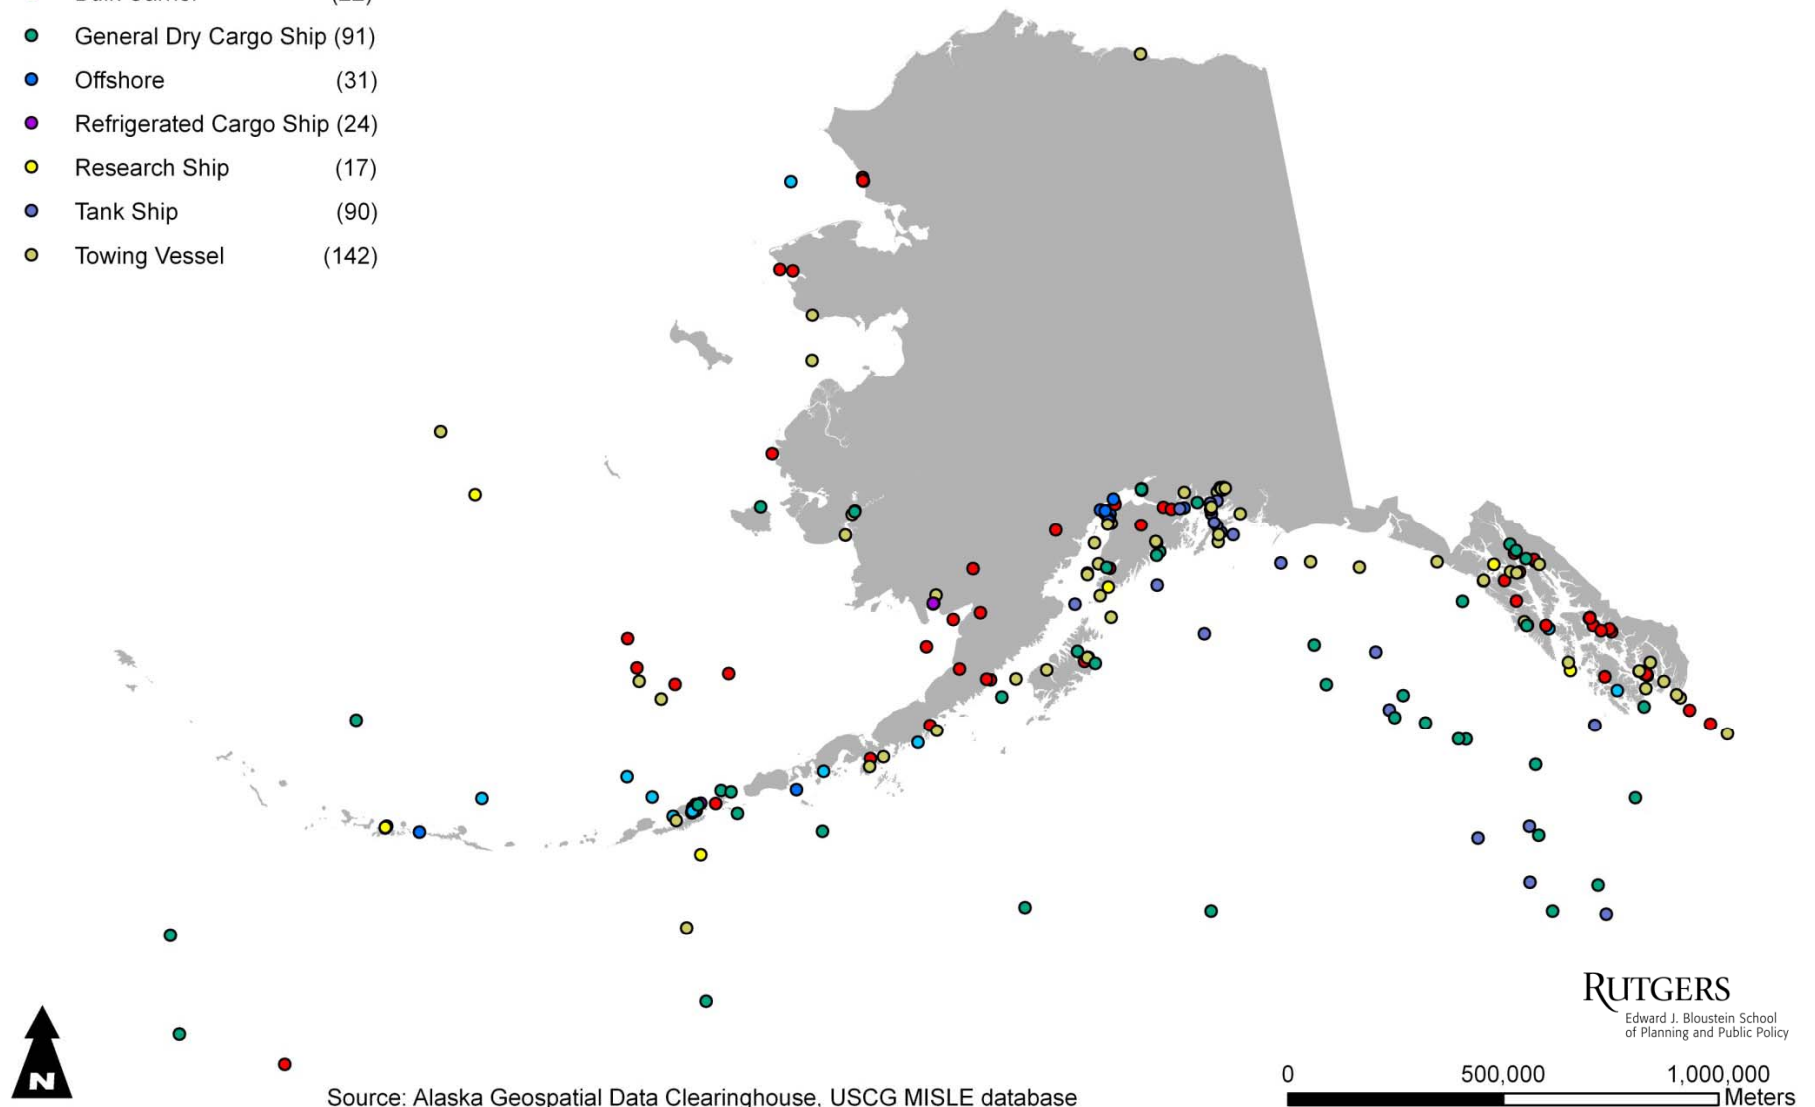 General Dry Cargo Ship (91)
Offshore (31)
Refrigerated Cargo Ship (24)
Research Ship (17)
Tank Ship (90)
Towing Vessel (142)
RUTGERS
Edward J. Bloustein School
of Planning and Public Policy
N
0 500,000 1,000,000
Meters
Source: Alaska Geospatial Data Clearinghouse, USCG MISLE database